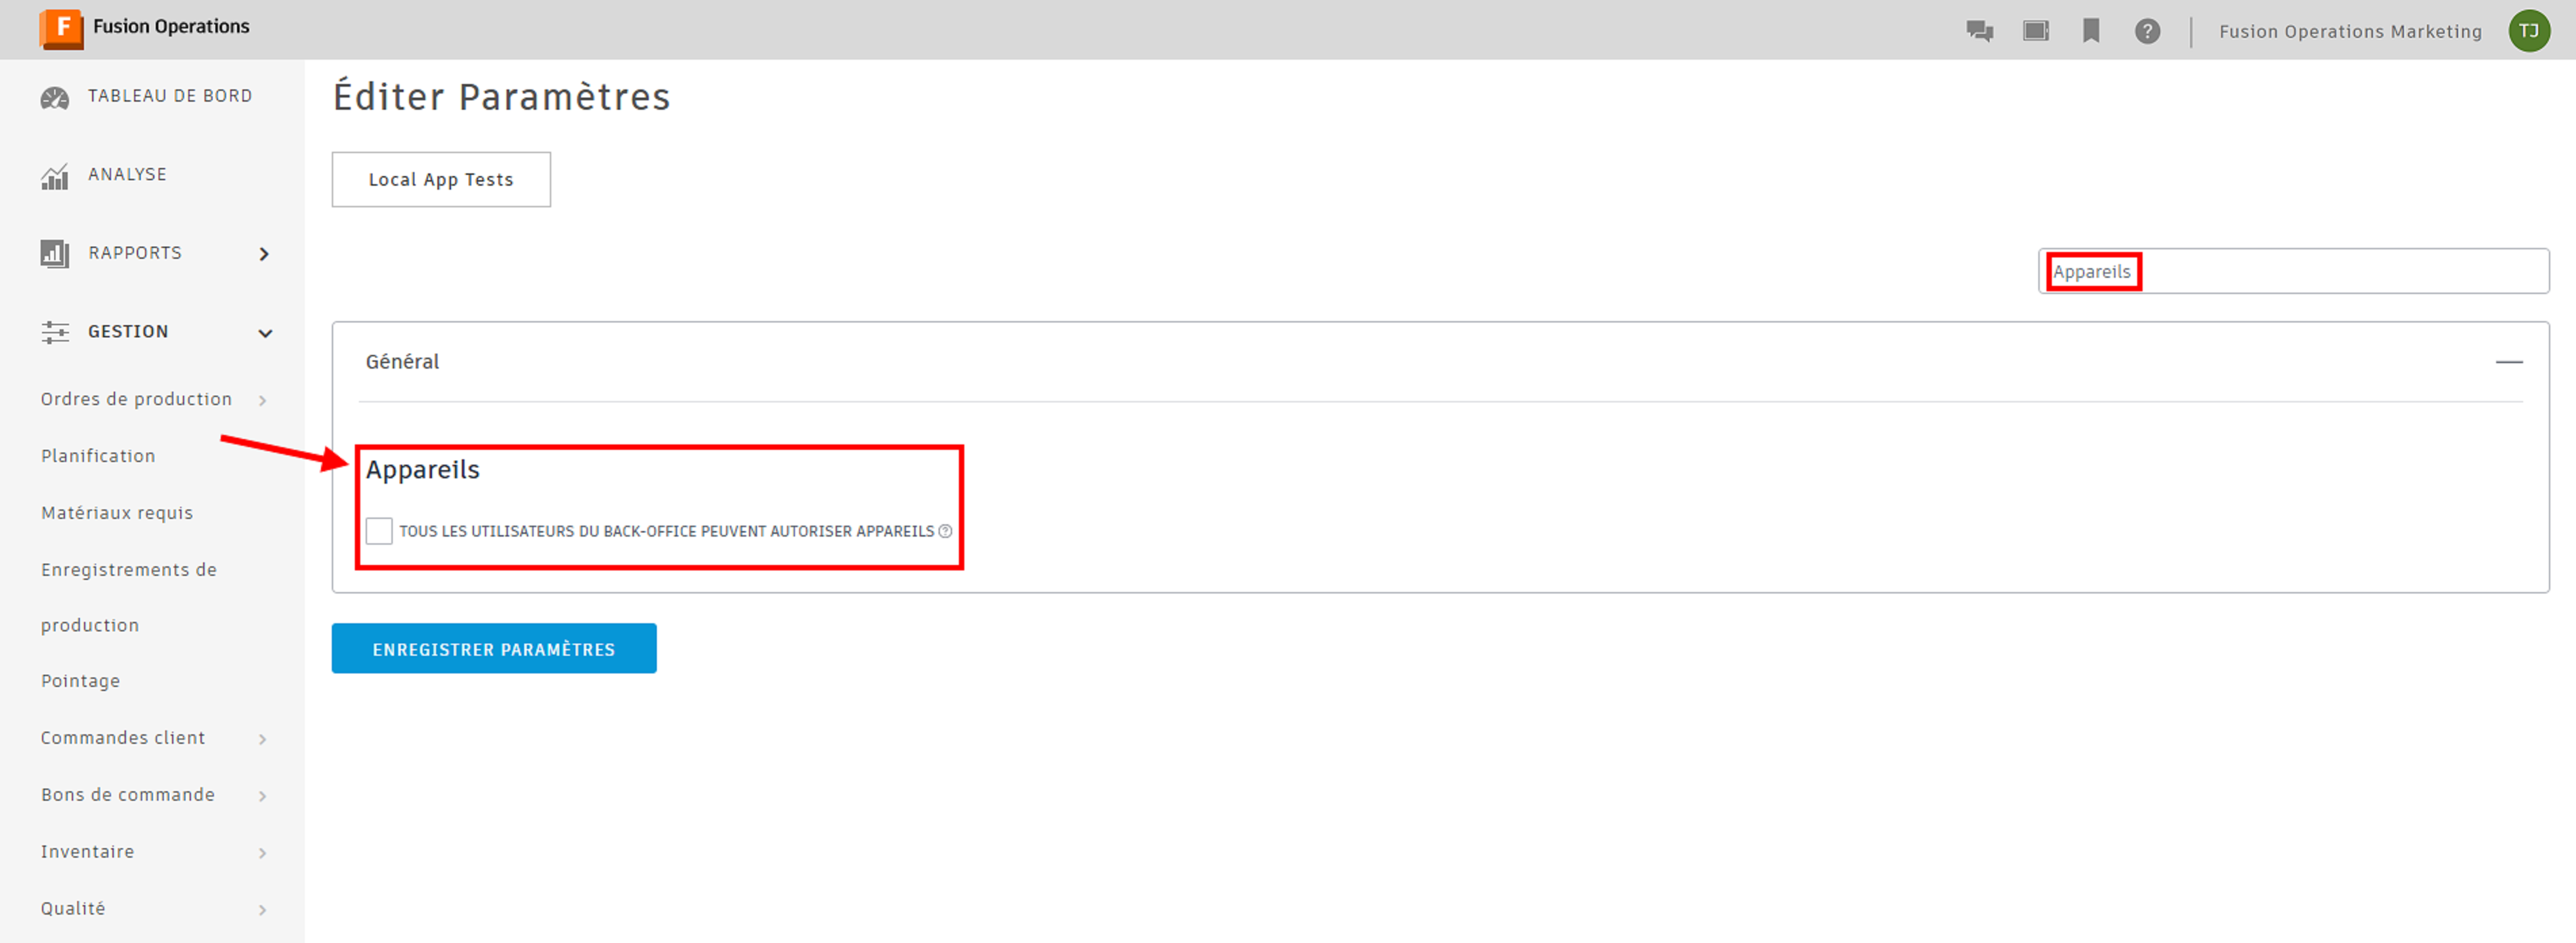 F Fusion Operations
? Fusion Operations Marketing TJ
TABLEAU DE BORD
ANALYSE
RAPPORTS
GESTION
Ordres de production
Planification
Matériaux requis
Enregistrements de
production
Pointage
Commandes client
Bons de commande
Inventaire
Qualité
Éditer Paramètres
Local App Tests
Appareils
Général
Appareils
TOUS LES UTILISATEURS DU BACK-OFFICE PEUVENT AUTORISER APPAREILS ?
ENREGISTRER PARAMÈTRES